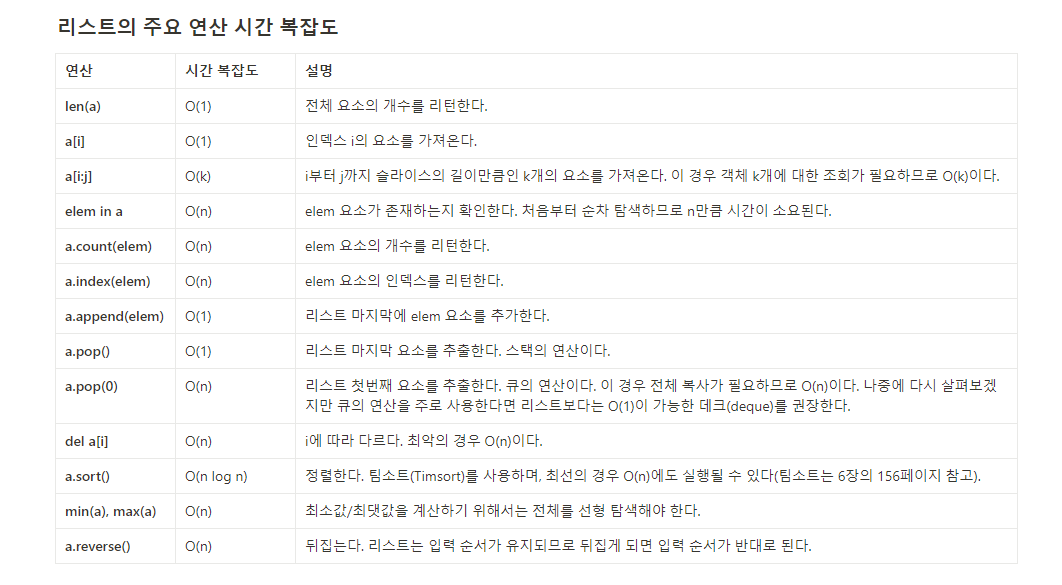 리스트의 주요 연산 시간 복잡도
연산 시간 복잡도 설명
len(a) O(1) 전체 요소의 개수를 리턴한다.
a[i] O(1) 인덱스 i의 요소를 가져온다.
a[i:j] O(k) i부터 j까지 슬라이스의 길이만큼인 k개의 요소를 가져온다. 이 경우 객체 k개에 대한 조회가 필요하므로 O(k)이다.
elem in a O(n) elem 요소가 존재하는지 확인한다. 처음부터 순차 탐색하므로 n만큼 시간이 소요된다.
a.count(elem) O(n) elem 요소의 개수를 리턴한다.
a.index(elem) O(n) elem 요소의 인덱스를 리턴한다.
a.append(elem) O(1) 리스트 마지막에 elem 요소를 추가한다.
a.pop() O(1) 리스트 마지막 요소를 추출한다. 스택의 연산이다.
a.pop(0) O(n) 리스트 첫번째 요소를 추출한다. 큐의 연산이다. 이 경우 전체 복사가 필요하므로 O(n)이다. 나중에 다시 살펴보겠
지만 큐의 연산을 주로 사용한다면 리스트보다는 O(1)이 가능한 데크(deque)를 권장한다.
del a[i] O(n) i에 따라 다르다. 최악의 경우 O(n)이다.
a.sort() O(n log n) 정렬한다. 팀소트(Timsort)를 사용하며, 최선의 경우 O(n)에도 실행될 수 있다(팀소트는 6장의 156페이지 참고).
min(a), max(a) O(n) 최소값/최댓값을 계산하기 위해서는 전체를 선형 탐색해야 한다.
a.reverse() O(n) 뒤집는다. 리스트는 입력 순서가 유지되므로 뒤집게 되면 입력 순서가 반대로 된다.